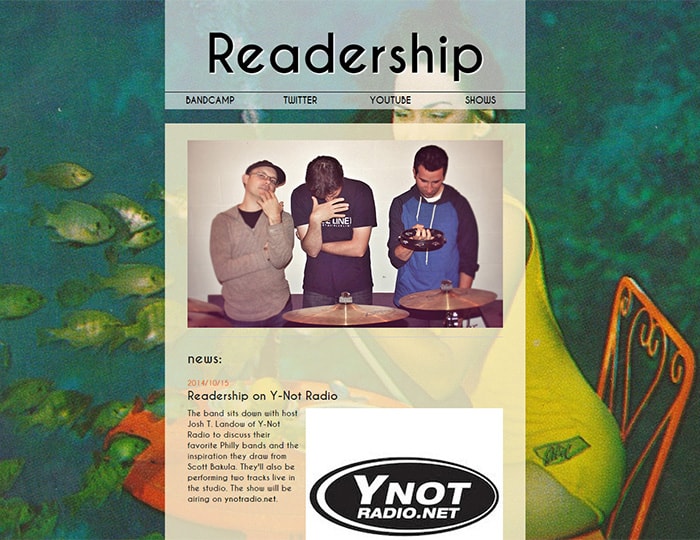 Readership
BANDCAMP TWITTER YOUTUBE SHOWS
news:
2014/10/15
Readership on Y-Not Radio
The band sits down with host
Josh T. Landow of Y-Not
Radio to discuss their
favorite Philly bands and the
inspiration they draw from
Scott Bakula. They'll also be
performing two tracks live in
the studio. The show will be
airing on ynotradio.net.
YNOT
RADIO.NET